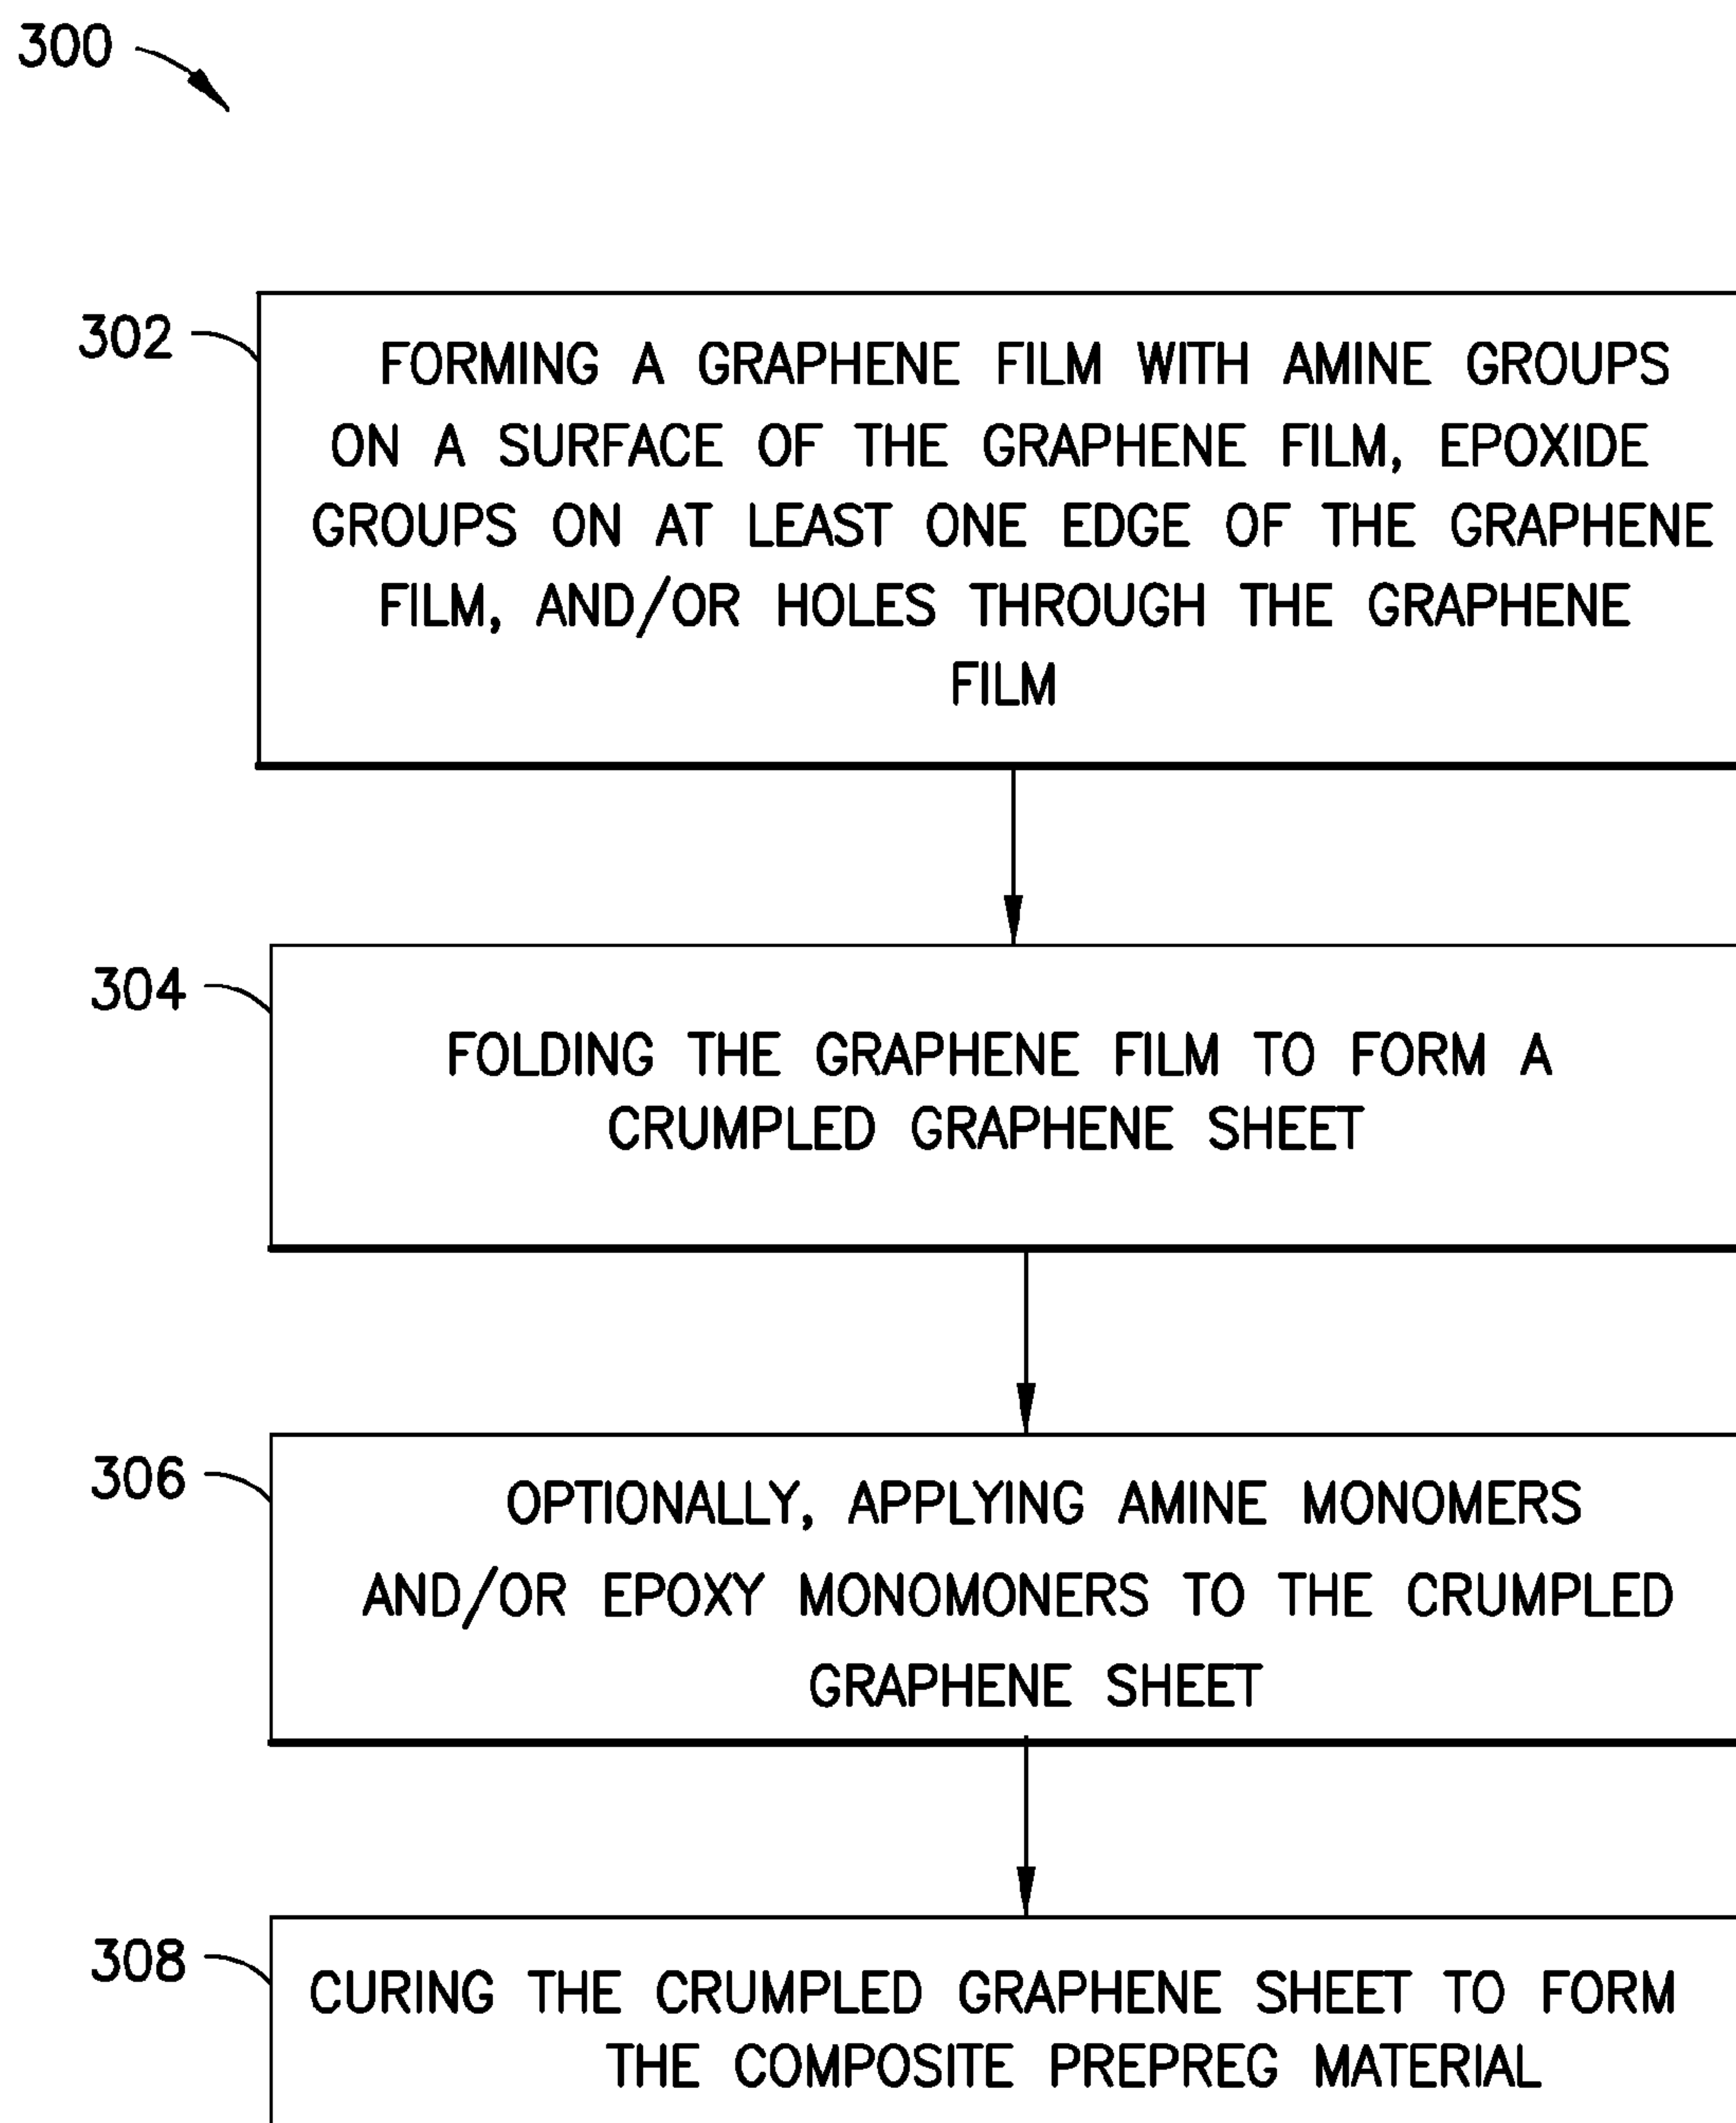 300
302
FORMING A GRAPHENE FILM WITH AMINE GROUPS
ON A SURFACE OF THE GRAPHENE FILM, EPOXIDE
GROUPS ON AT LEAST ONE EDGE OF THE GRAPHENE
FILM, AND/OR HOLES THROUGH THE GRAPHENE
FILM
304
FOLDING THE GRAPHENE FILM TO FORM A
CRUMPLED GRAPHENE SHEET
306
OPTIONALLY, APPLYING AMINE MONOMERS
AND/OR EPOXY MONOMONERS TO THE CRUMPLED
GRAPHENE SHEET
308
CURING THE CRUMPLED GRAPHENE SHEET TO FORM
THE COMPOSITE PREPREG MATERIAL